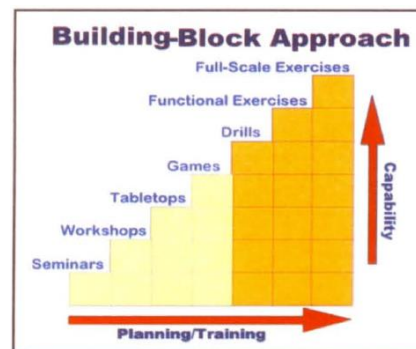 Building-Block Approach
Full-Scale Exercises
Functional Exercises
Drills
Games
Tabletops
Workshops
Seminars
Capability
Planning/Training